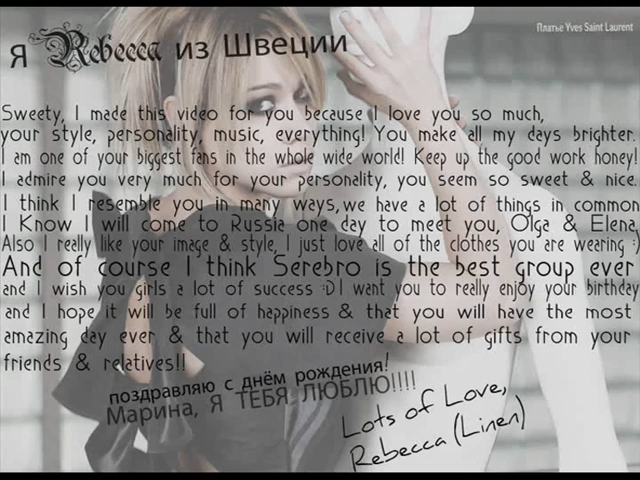 Платье Yves Saint Laurent
Я Rebecca из Швеции
Sweety, I made this video for you because I love you so much,
your style, personality, music, everything! You make all my days brighter.
I am one of your biggest fans in the whole wide world! Keep up the good work honey!
I admire you very much for your personality, you seem so sweet & nice.
I think I resemble you in many ways, we have a lot of things in common
I Know I will come to Russia one day to meet you, Olga & Elena
Also I really like your image & style, I just love all of the clothes you are wearing :)
And of course I think Serebro is the best group ever
and I wish you girls a lot of success :D I want you to really enjoy your birthday
and I hope it will be full of happiness & that you will have the most
amazing day ever & that you will receive a lot of gifts from your
friends & relatives!!
поздравляю с днём рождения!
Марина, Я ТЕБЯ ЛЮБЛЮ!!!!
Lots of Love,
Rebecca (Linen)